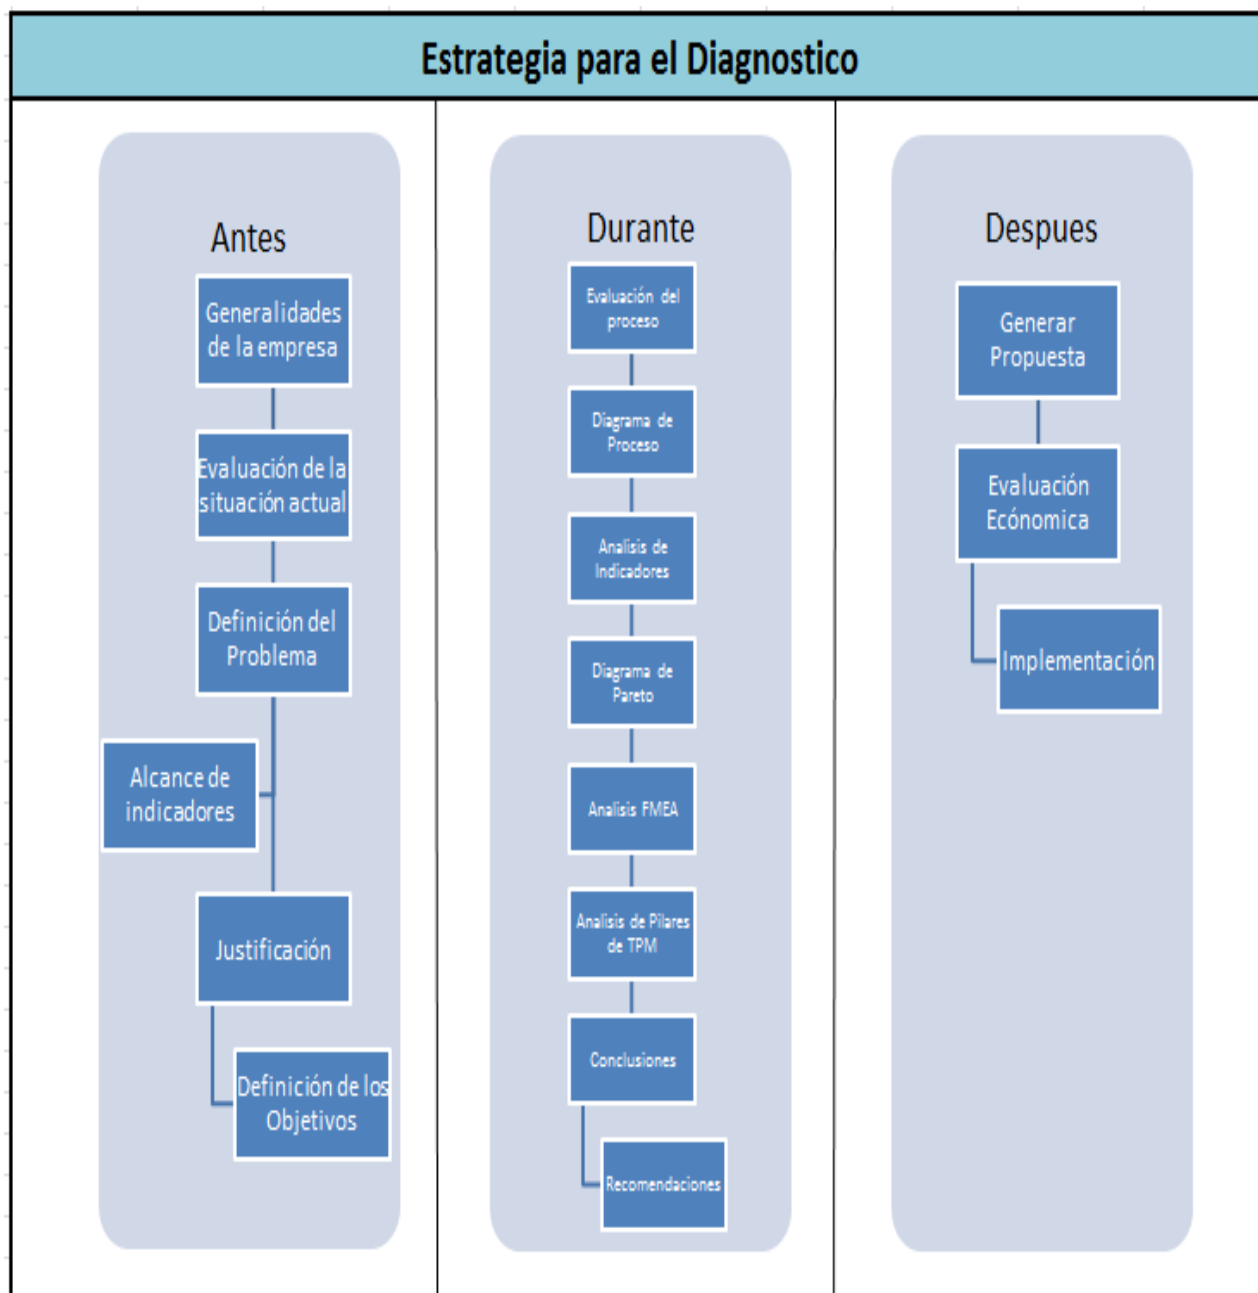 Estrategia para el Diagnostico
Antes
Generalidades
de la empresa
Evaluación de la
situación actual
Definición del
Problema
Alcance de
indicadores
Justificación
Definición de los
Objetivos
Durante
Evaluación del
proceso
Diagrama de
Proceso
Analisis de
Indicadores
Diagrama de
Pareto
Analisis FMEA
Analisis de Pilares
de TPM
Conclusiones
Recomendaciones
Despues
Generar
Propuesta
Evaluación
Ecónomica
Implementación